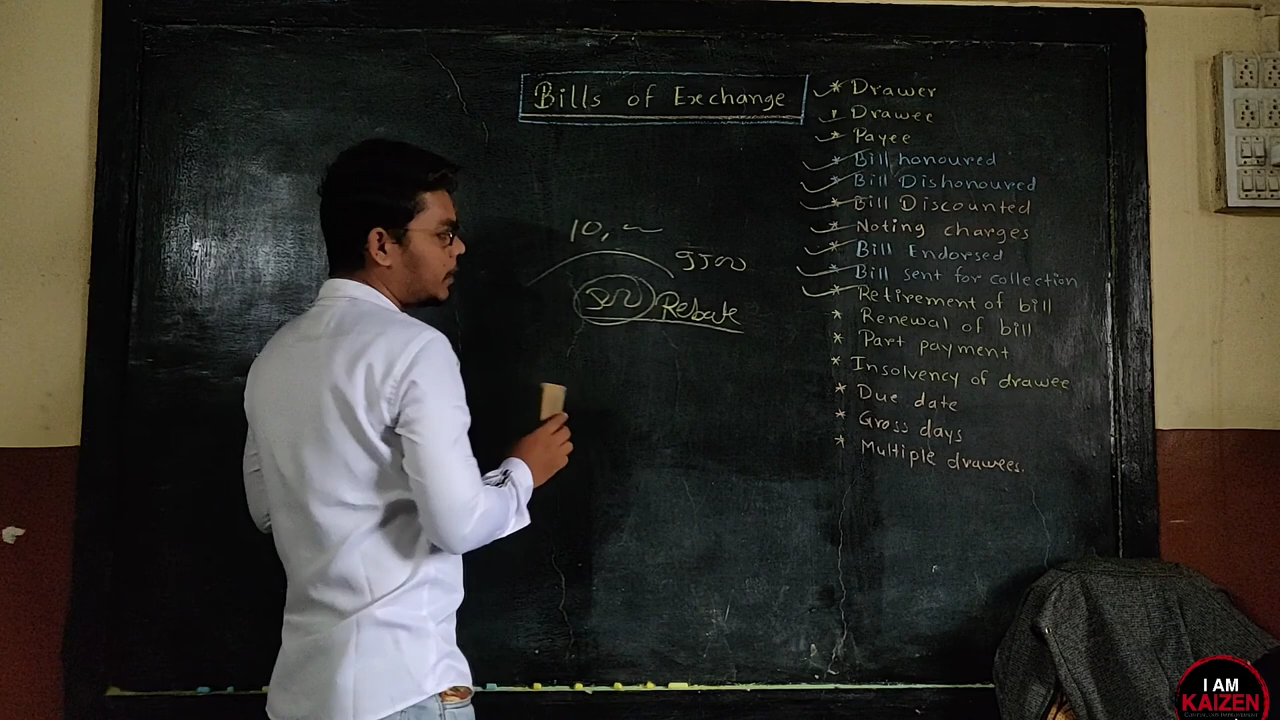 Bills of Exchange
* Drawer
* Drawee
* Payee
* Bill honoured
* Bill Dishonoured
* Bill Discounted
* Noting charges
* Bill Endorsed
* Bill sent for collection
* Retirement of bill
* Renewal of bill
* Part payment
* Insolvency of drawee
* Due date
* Gross days
* Multiple drawees.
10,
Rebate
I AM
KAIZEN